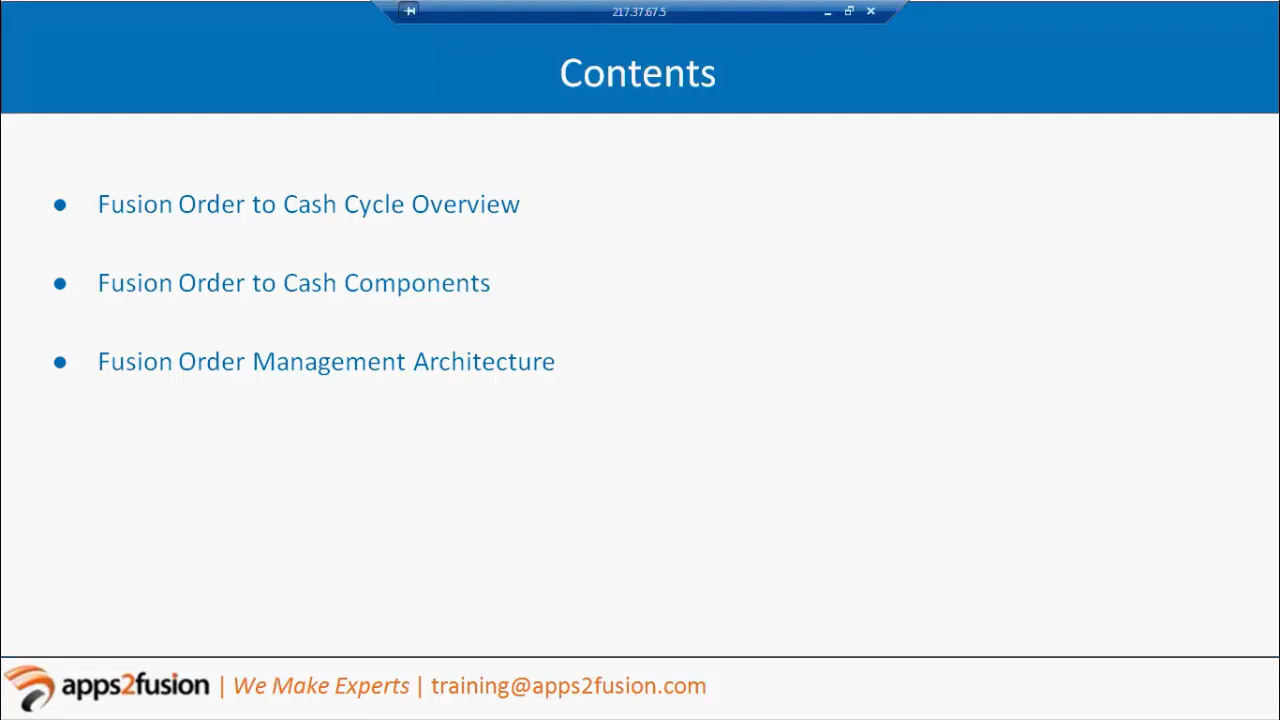 217.37.67.5
Contents
● Fusion Order to Cash Cycle Overview
● Fusion Order to Cash Components
● Fusion Order Management Architecture
apps2fusion | We Make Experts | training@apps2fusion.com